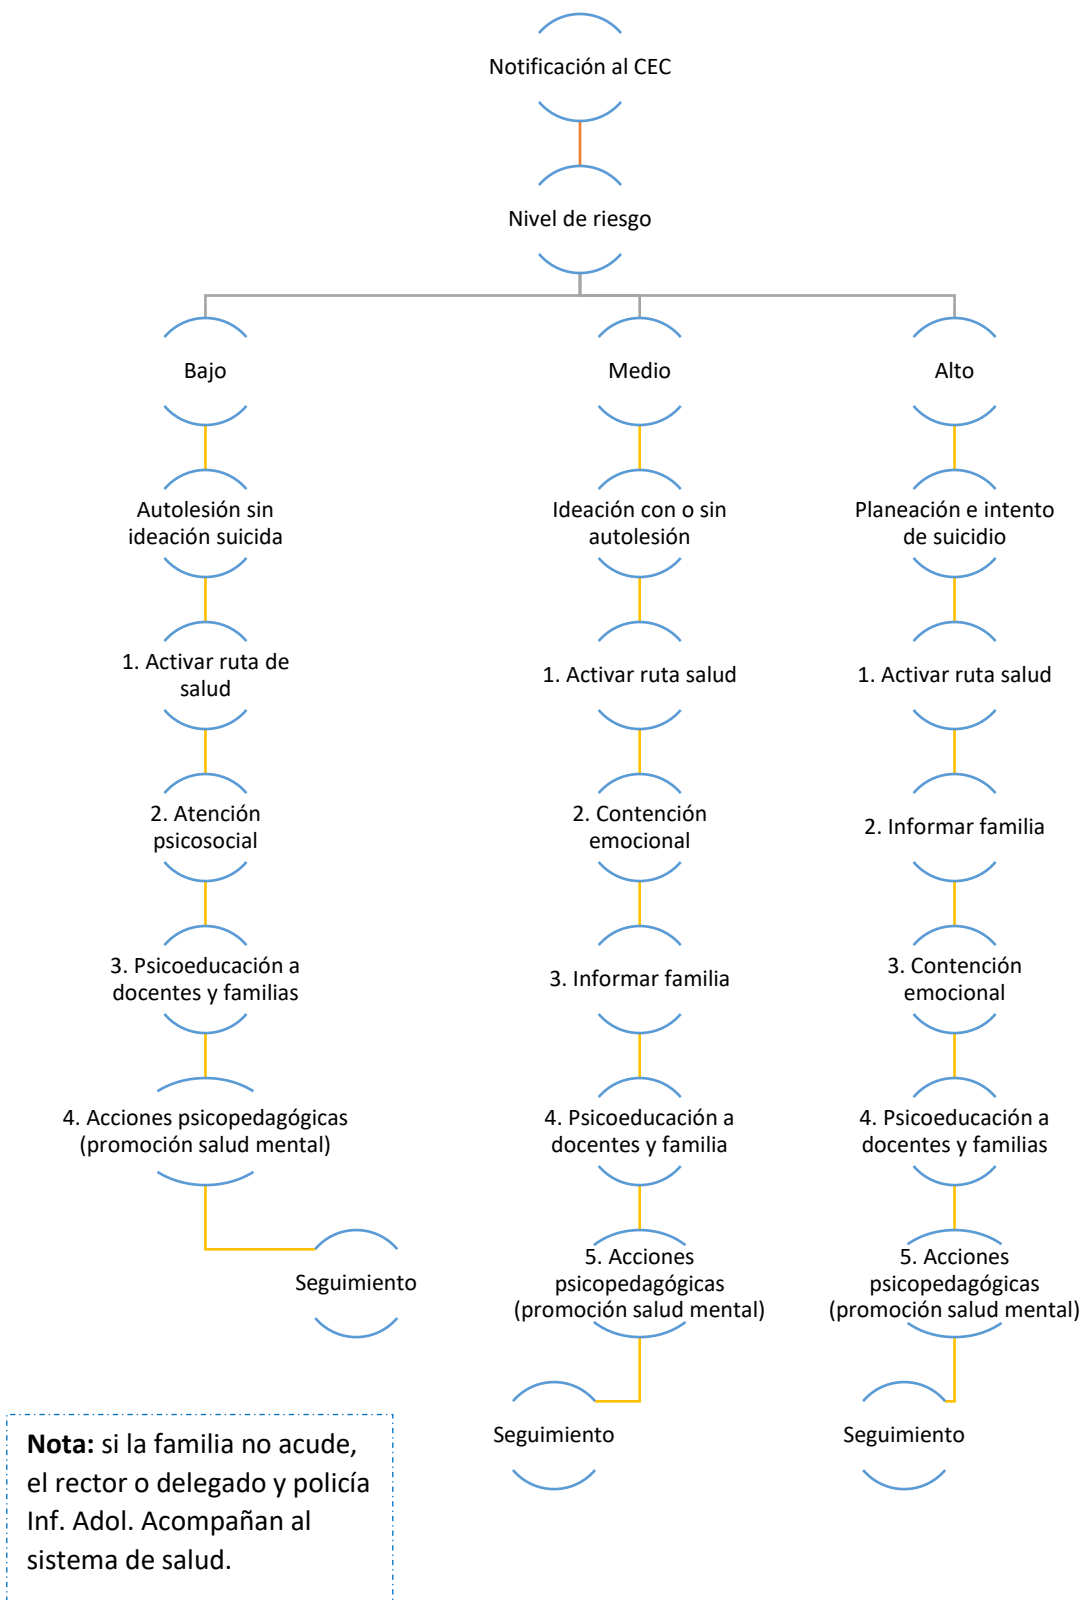 Notificación al CEC
Nivel de riesgo
Bajo
Medio
Alto
Autolesión sin
ideación suicida
Ideación con o sin
autolesión
Planeación e intento
de suicidio
1. Activar ruta de
salud
1. Activar ruta salud
1. Activar ruta salud
2. Atención
psicosocial
2. Contención
emocional
2. Informar familia
3. Psicoeducación a
docentes y familias
3. Informar familia
3. Contención
emocional
4. Acciones psicopedagógicas
(promoción salud mental)
4. Psicoeducación a
docentes y familia
4. Psicoeducación a
docentes y familias
Seguimiento
5. Acciones
psicopedagógicas
(promoción salud mental)
5. Acciones
psicopedagógicas
(promoción salud mental)
Seguimiento
Seguimiento
Nota: si la familia no acude,
el rector o delegado y policía
Inf. Adol. Acompañan al
sistema de salud.